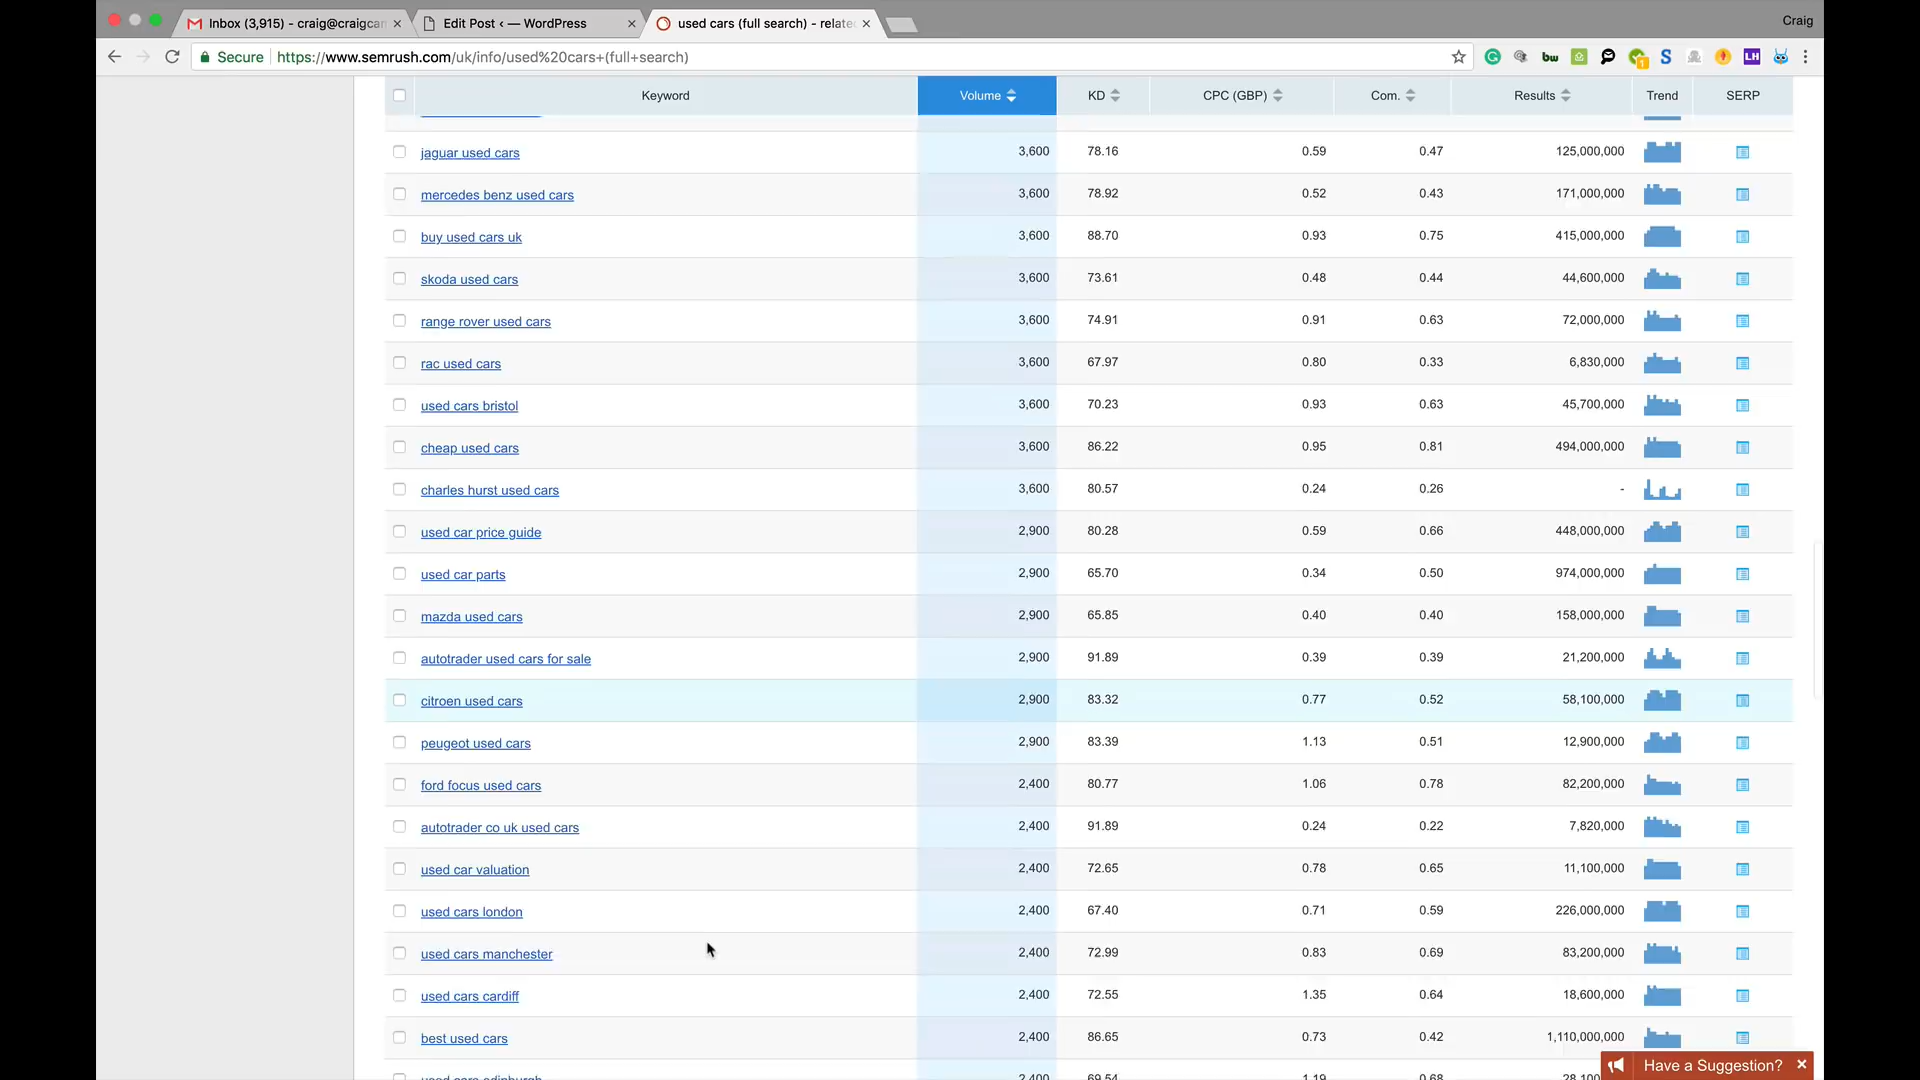 Inbox (3,915) - craig@craigcam
Edit Post ‹ — WordPress
used cars (full search) - relate
Craig
Secure https://www.semrush.com/uk/info/used%20cars+(full+search)
bw
1
S
LH
Keyword Volume KD CPC (GBP) Com. Results Trend SERP
jaguar used cars 3,600 78.16 0.59 0.47 125,000,000
mercedes benz used cars 3,600 78.92 0.52 0.43 171,000,000
buy used cars uk 3,600 88.70 0.93 0.75 415,000,000
skoda used cars 3,600 73.61 0.48 0.44 44,600,000
range rover used cars 3,600 74.91 0.91 0.63 72,000,000
rac used cars 3,600 67.97 0.80 0.33 6,830,000
used cars bristol 3,600 70.23 0.93 0.63 45,700,000
cheap used cars 3,600 86.22 0.95 0.81 494,000,000
charles hurst used cars 3,600 80.57 0.24 0.26 -
used car price guide 2,900 80.28 0.59 0.66 448,000,000
used car parts 2,900 65.70 0.34 0.50 974,000,000
mazda used cars 2,900 65.85 0.40 0.40 158,000,000
autotrader used cars for sale 2,900 91.89 0.39 0.39 21,200,000
citroen used cars 2,900 83.32 0.77 0.52 58,100,000
peugeot used cars 2,900 83.39 1.13 0.51 12,900,000
ford focus used cars 2,400 80.77 1.06 0.78 82,200,000
autotrader co uk used cars 2,400 91.89 0.24 0.22 7,820,000
used car valuation 2,400 72.65 0.78 0.65 11,100,000
used cars london 2,400 67.40 0.71 0.59 226,000,000
used cars manchester 2,400 72.99 0.83 0.69 83,200,000
used cars cardiff 2,400 72.55 1.35 0.64 18,600,000
best used cars 2,400 86.65 0.73 0.42 1,110,000,000
used cars edinburgh 2,400 69.54 1.19 0.68 28,100
Have a Suggestion?